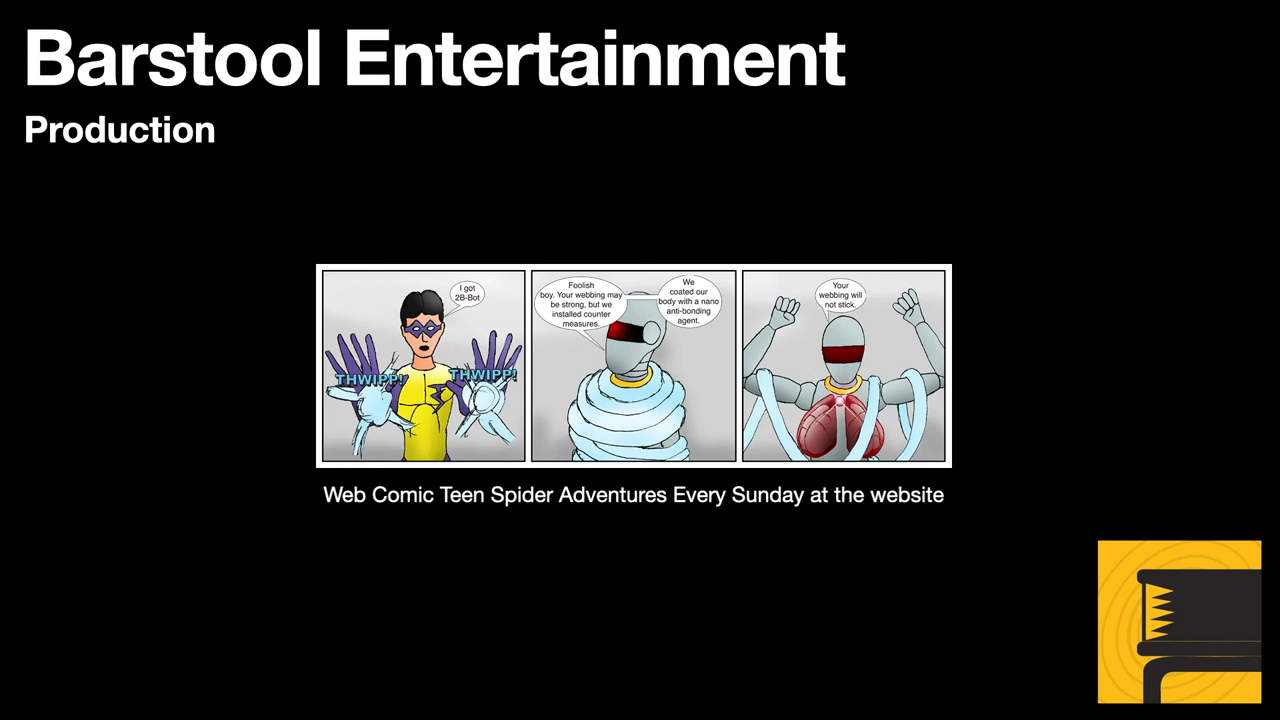 Barstool Entertainment
Production
I got
2B-Bot
THWIPP!
THWIPP!
Foolish
boy. Your webbing may
be strong, but we
installed counter
measures.
We
coated our
body with a nano
anti-bonding
agent.
Your
webbing will
not stick.
Web Comic Teen Spider Adventures Every Sunday at the website